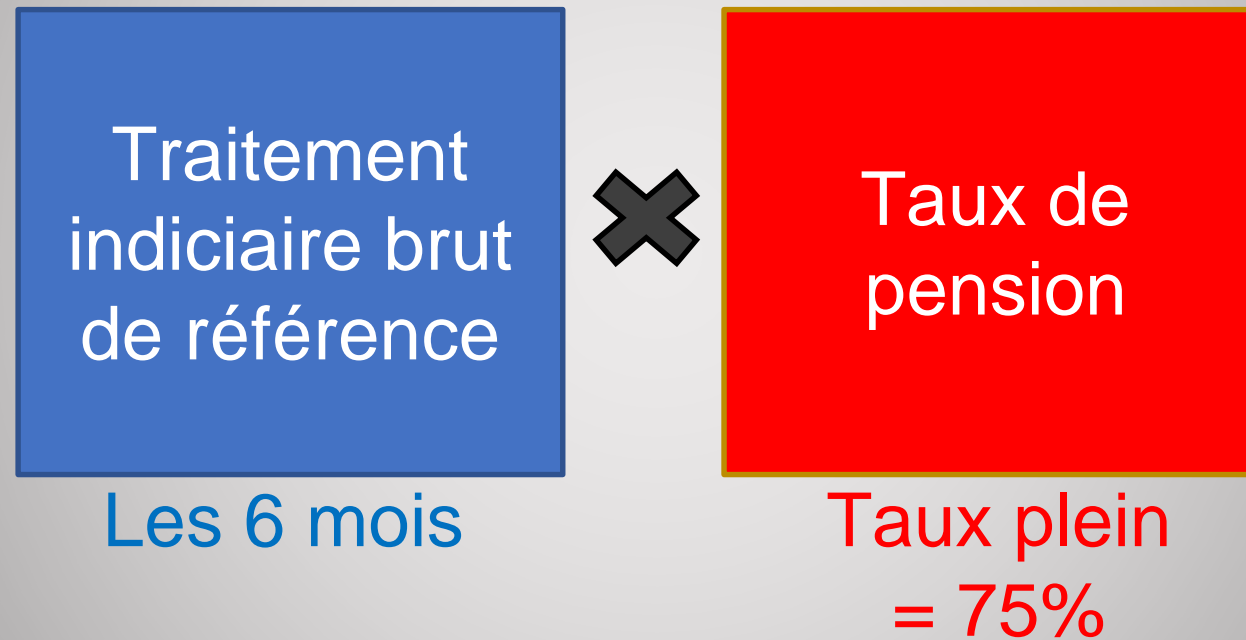 Traitement
indiciaire brut
de référence
Taux de
pension
Les 6 mois
Taux plein
= 75%